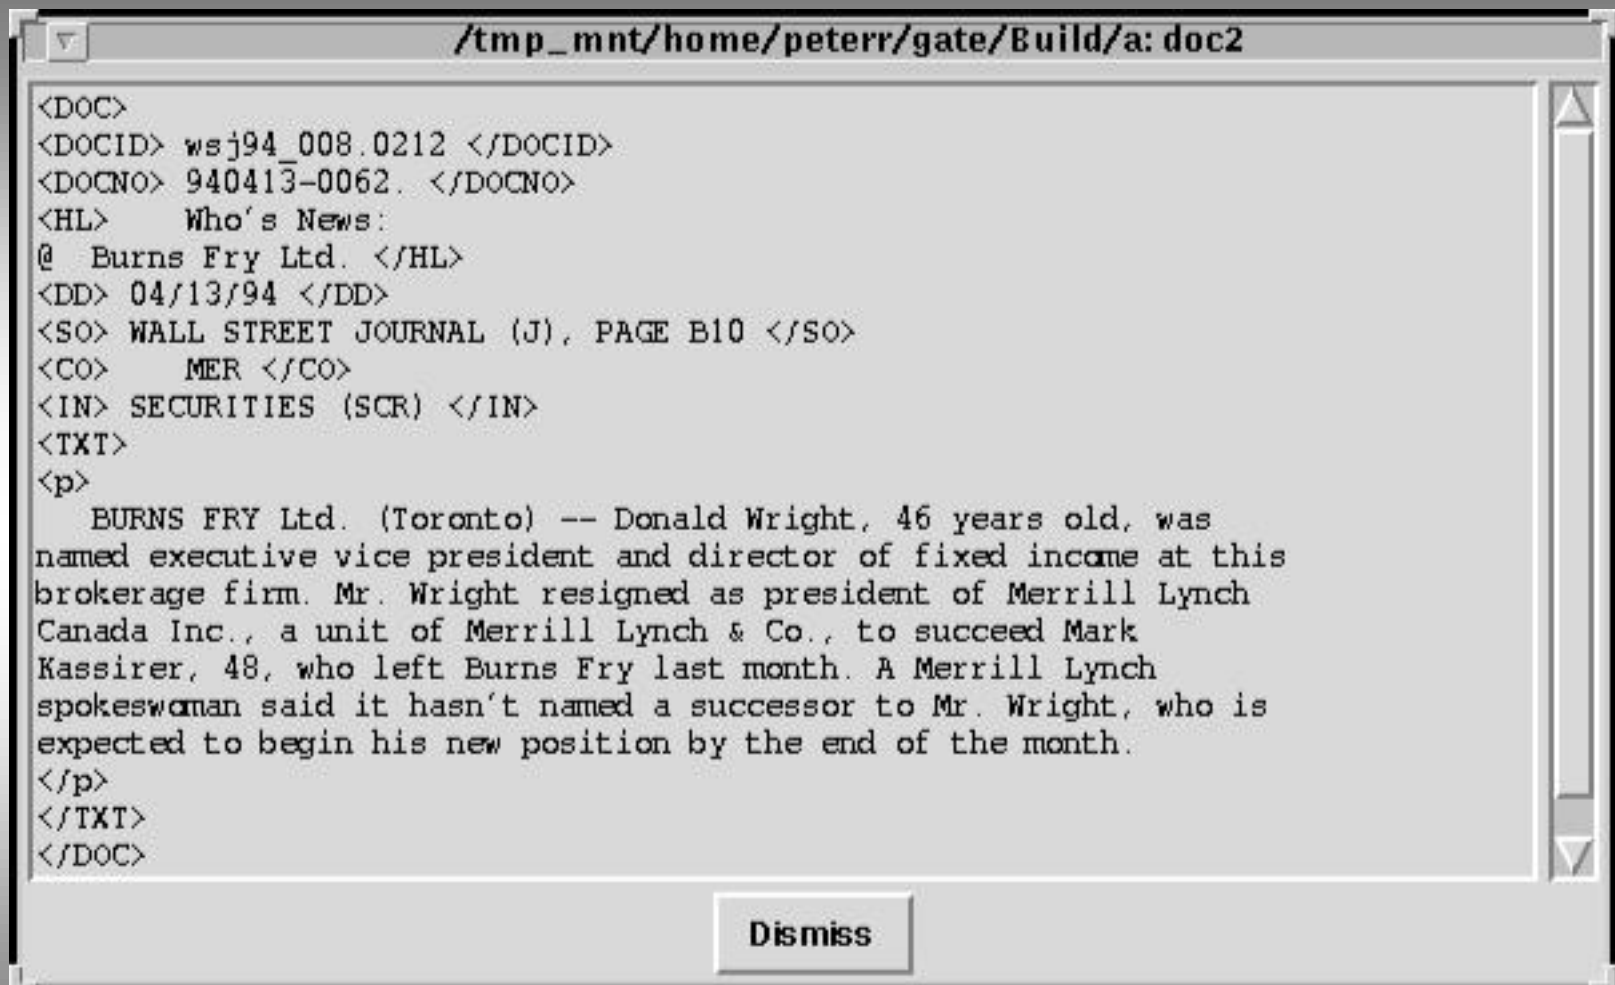 /tmp_mnt/home/peterr/gate/Build/a: doc2
<DOC>
<DOCID> wsj94_008.0212 </DOCID>
<DOCNO> 940413-0062. </DOCNO>
<HL>    Who's News:
@  Burns Fry Ltd. </HL>
<DD> 04/13/94 </DD>
<SO> WALL STREET JOURNAL (J), PAGE B10 </SO>
<CO>    MER </CO>
<IN> SECURITIES (SCR) </IN>
<TXT>
<p>
   BURNS FRY Ltd. (Toronto) -- Donald Wright, 46 years old, was
named executive vice president and director of fixed income at this
brokerage firm. Mr. Wright resigned as president of Merrill Lynch
Canada Inc., a unit of Merrill Lynch & Co., to succeed Mark
Kassirer, 48, who left Burns Fry last month. A Merrill Lynch
spokeswoman said it hasn't named a successor to Mr. Wright, who is
expected to begin his new position by the end of the month.
</p>
</TXT>
</DOC>
Dismiss